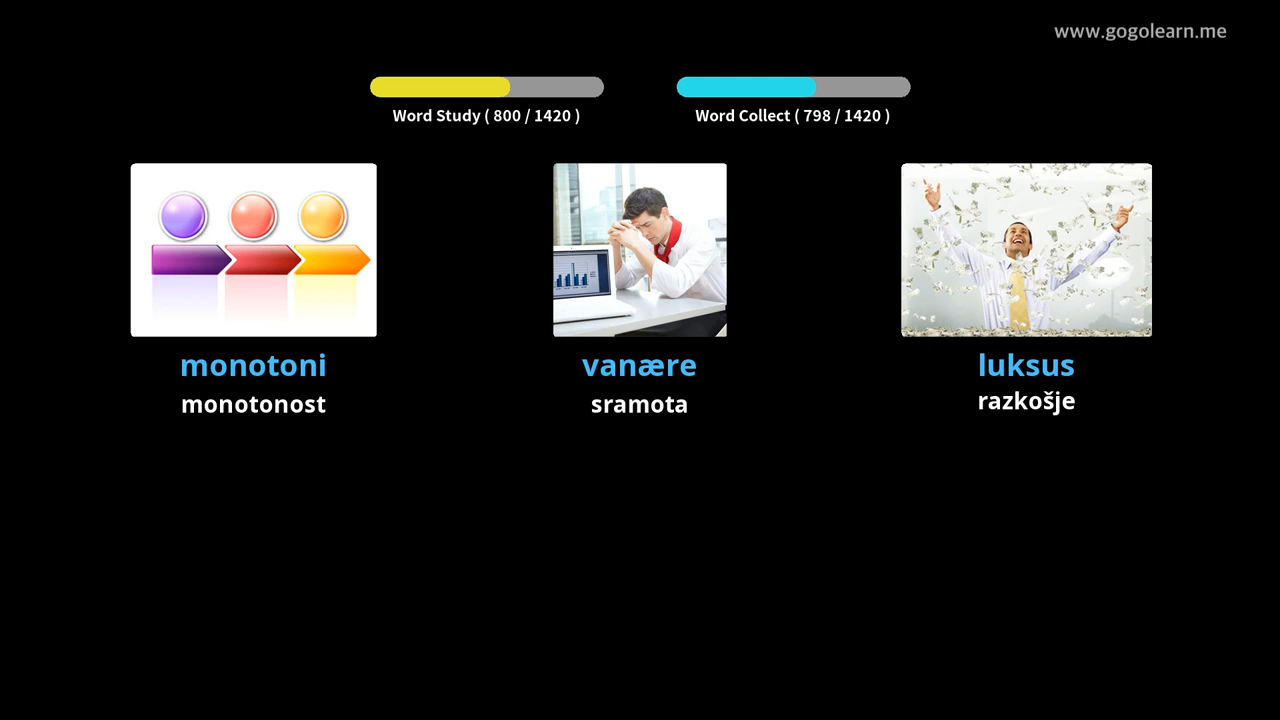 www.gogolearn.me
Word Study ( 800 / 1420 )
Word Collect ( 798 / 1420 )
monotoni
monotonost
vanære
sramota
luksus
razkošje